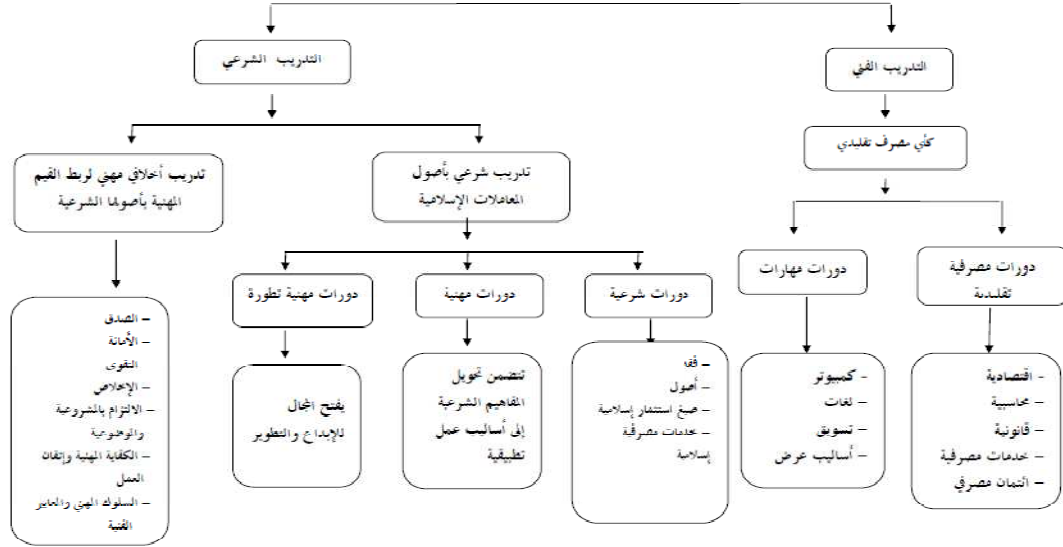 التدريب الفني
التدريب الشرعي
كأي مصرف تقليدي
تدريب شرعي بأصول
المعاملات الإسلامية
تدريب أخلاقي مهني لربط القيم
المهنية بأصولها الشرعية
دورات مصرفية
تقليدية
دورات مهارات
دورات شرعية
دورات مهنية
دورات مهنية تطورة
– اقتصادية
– محاسبية
– قانونية
– خدمات مصرفية
– ائتمان مصرفي
- كمبيوتر
– لغات
– تسويق
– أساليب عرض
– فقه
– أصول
– صيغ استثمار إسلامية
– خدمات مصرفية
إسلامية
تتضمن تحويل
المفاهيم الشرعية
إلى أساليب عمل
تطبيقية
يفتح المجال
للإبداع والتطوير
– الصدق
– الأمانة
التقوى
– الإخلاص
– الالتزام بالمشروعية
والموضوعية
– الكفاية المهنية وإتقان
العمل
– السلوك المهني والمعايير
الفنية